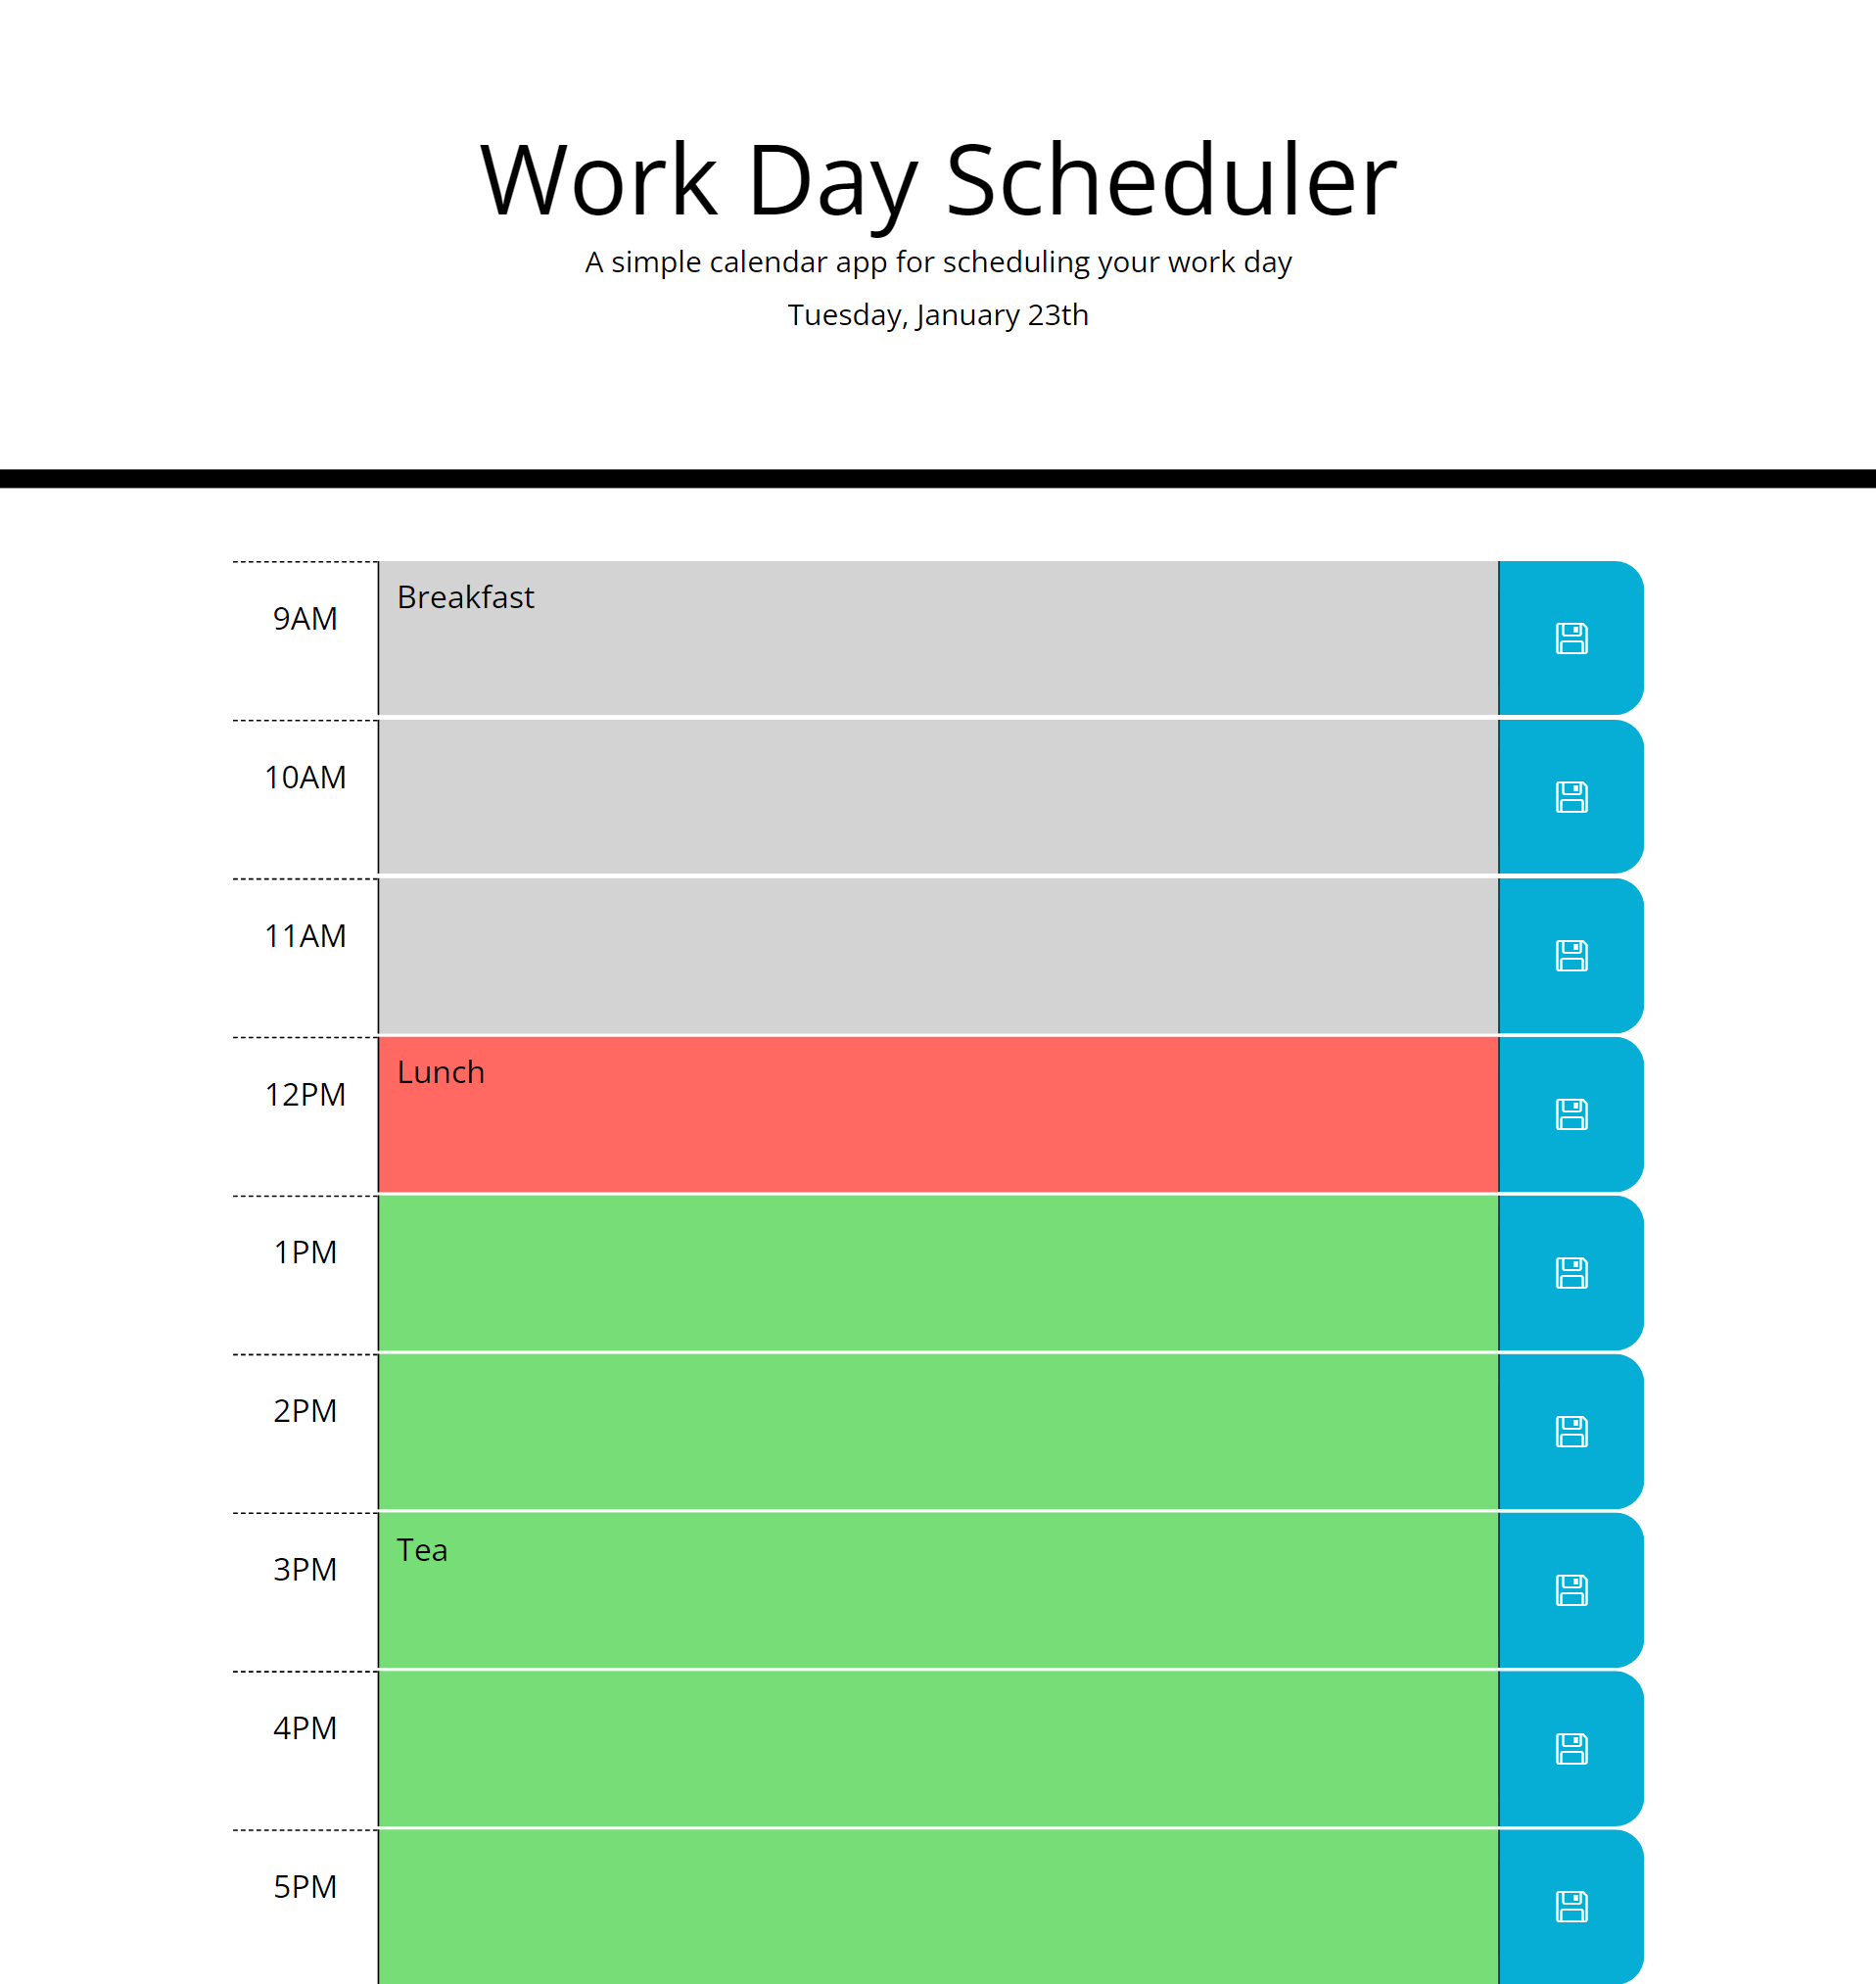 Work Day Scheduler
A simple calendar app for scheduling your work day
Tuesday, January 23th
9AM
Breakfast
10AM
11AM
12PM
Lunch
1PM
2PM
3PM
Tea
4PM
5PM